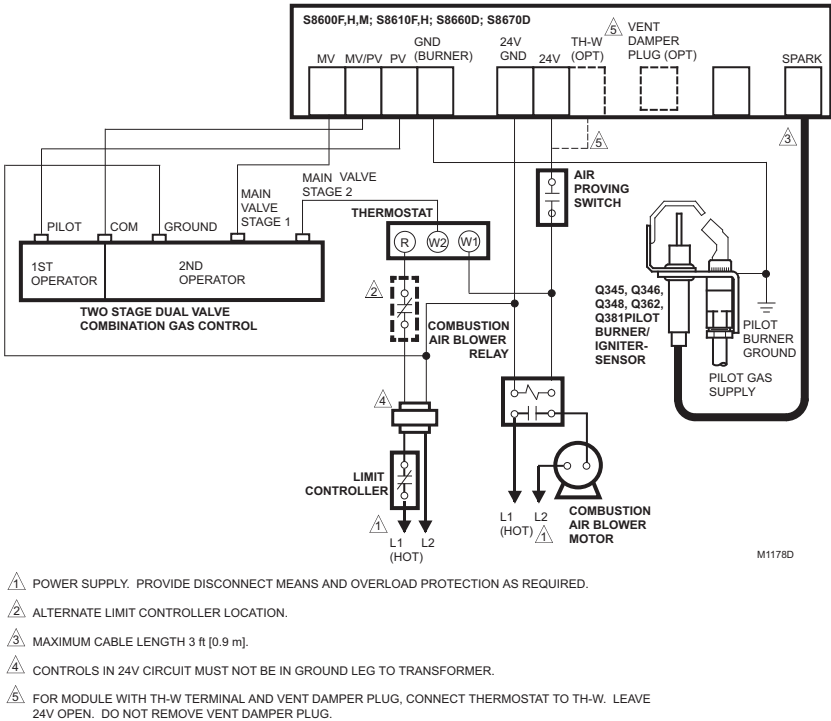 S8600F,H,M; S8610F,H; S8660D; S8670D
MV
MV/PV
PV
GND
(BURNER)
24V
GND
24V
TH-W
(OPT)
5
VENT
DAMPER
PLUG (OPT)
SPARK
3
5
AIR
PROVING
SWITCH
MAIN VALVE
STAGE 2
MAIN
VALVE
STAGE 1
THERMOSTAT
R
W2
W1
PILOT
COM
GROUND
1ST
OPERATOR
2ND
OPERATOR
TWO STAGE DUAL VALVE
COMBINATION GAS CONTROL
2
COMBUSTION
AIR BLOWER
RELAY
Q345, Q346,
Q348, Q362,
Q381PILOT
BURNER/
IGNITER-
SENSOR
PILOT
BURNER
GROUND
PILOT GAS
SUPPLY
4
LIMIT
CONTROLLER
1
L1
(HOT)
L2
L1
(HOT)
L2
1
COMBUSTION
AIR BLOWER
MOTOR
M1178D
1 POWER SUPPLY. PROVIDE DISCONNECT MEANS AND OVERLOAD PROTECTION AS REQUIRED.
2 ALTERNATE LIMIT CONTROLLER LOCATION.
3 MAXIMUM CABLE LENGTH 3 ft [0.9 m].
4 CONTROLS IN 24V CIRCUIT MUST NOT BE IN GROUND LEG TO TRANSFORMER.
5 FOR MODULE WITH TH-W TERMINAL AND VENT DAMPER PLUG, CONNECT THERMOSTAT TO TH-W. LEAVE
24V OPEN. DO NOT REMOVE VENT DAMPER PLUG.